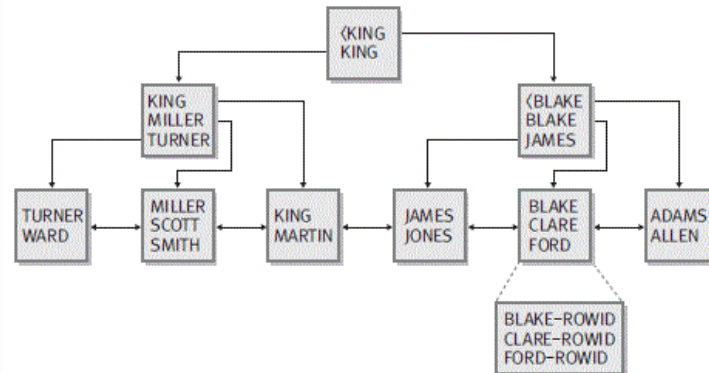 〈KING
KING
KING
MILLER
TURNER
〈BLAKE
BLAKE
JAMES
TURNER
WARD
MILLER
SCOTT
SMITH
KING
MARTIN
JAMES
JONES
BLAKE
CLARE
FORD
ADAMS
ALLEN
BLAKE-ROWID
CLARE-ROWID
FORD-ROWID